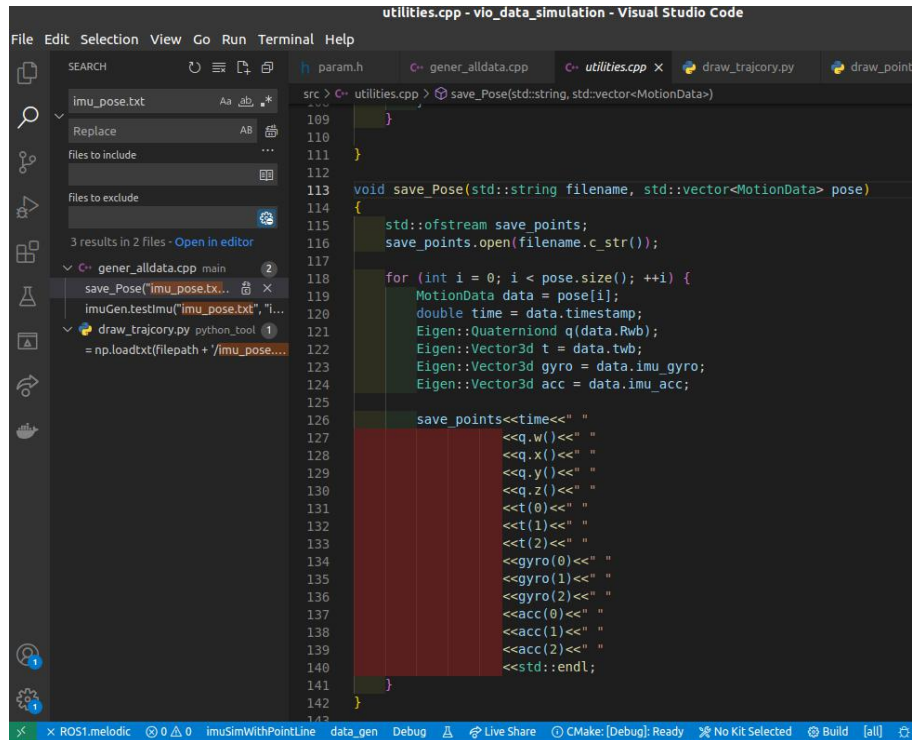 utilities.cpp - vio_data_simulation - Visual Studio Code
File Edit Selection View Go Run Terminal Help
SEARCH
param.h gener_alldata.cpp utilities.cpp draw_trajcory.py draw_point
src > utilities.cpp > save_Pose(std::string, std::vector<MotionData>)
imu_pose.txt Aa ab .*
Replace AB
files to include ...
files to exclude
3 results in 2 files - Open in editor
gener_alldata.cpp main 2
save_Pose("imu_pose.tx...
imuGen.testImu("imu_pose.txt", "i...
draw_trajcory.py python_tool 1
= np.loadtxt(filepath + '/imu_pose....
109 }
110
111 }
112
113 void save_Pose(std::string filename, std::vector<MotionData> pose)
114 {
115 std::ofstream save_points;
116 save_points.open(filename.c_str());
117
118 for (int i = 0; i < pose.size(); ++i) {
119 MotionData data = pose[i];
120 double time = data.timestamp;
121 Eigen::Quaterniond q(data.Rwb);
122 Eigen::Vector3d t = data.twb;
123 Eigen::Vector3d gyro = data.imu_gyro;
124 Eigen::Vector3d acc = data.imu_acc;
125
126 save_points<<time<<" "
127 <<q.w()<<" "
128 <<q.x()<<" "
129 <<q.y()<<" "
130 <<q.z()<<" "
131 <<t(0)<<" "
132 <<t(1)<<" "
133 <<t(2)<<" "
134 <<gyro(0)<<" "
135 <<gyro(1)<<" "
136 <<gyro(2)<<" "
137 <<acc(0)<<" "
138 <<acc(1)<<" "
139 <<acc(2)<<" "
140 <<std::endl;
141 }
142 }
143
1
1
ROS1.melodic 0 0 imuSimWithPointLine data_gen Debug Live Share CMake: [Debug]: Ready No Kit Selected Build [all]